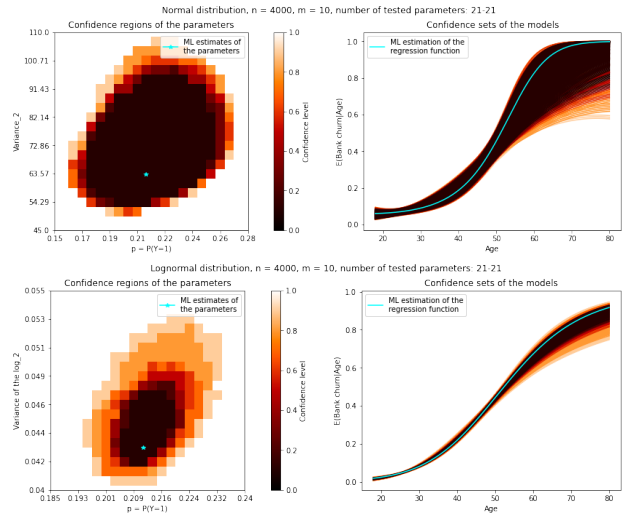 Normal distribution, n = 4000, m = 10, number of tested parameters: 21·21
Confidence regions of the parameters
Confidence sets of the models
110.0
100.71
91.43
82.14
72.86
63.57
54.29
45.0
Variance_2
0.15
0.17
0.19
0.21
0.22
0.24
0.26
0.28
p = P(Y=1)
ML estimates of
the parameters
1.0
0.8
0.6
0.4
0.2
0.0
Confidence level
ML estimation of the
regression function
1.0
0.8
0.6
0.4
0.2
0.0
E(Bank churn|Age)
20
30
40
50
60
70
80
Age
Lognormal distribution, n = 4000, m = 10, number of tested parameters: 21·21
Confidence regions of the parameters
Confidence sets of the models
0.055
0.053
0.051
0.049
0.046
0.044
0.042
0.04
Variance of the log_2
0.185
0.193
0.201
0.209
0.216
0.224
0.232
0.24
p = P(Y=1)
ML estimates of
the parameters
1.0
0.8
0.6
0.4
0.2
0.0
Confidence level
ML estimation of the
regression function
1.0
0.8
0.6
0.4
0.2
0.0
E(Bank churn|Age)
20
30
40
50
60
70
80
Age